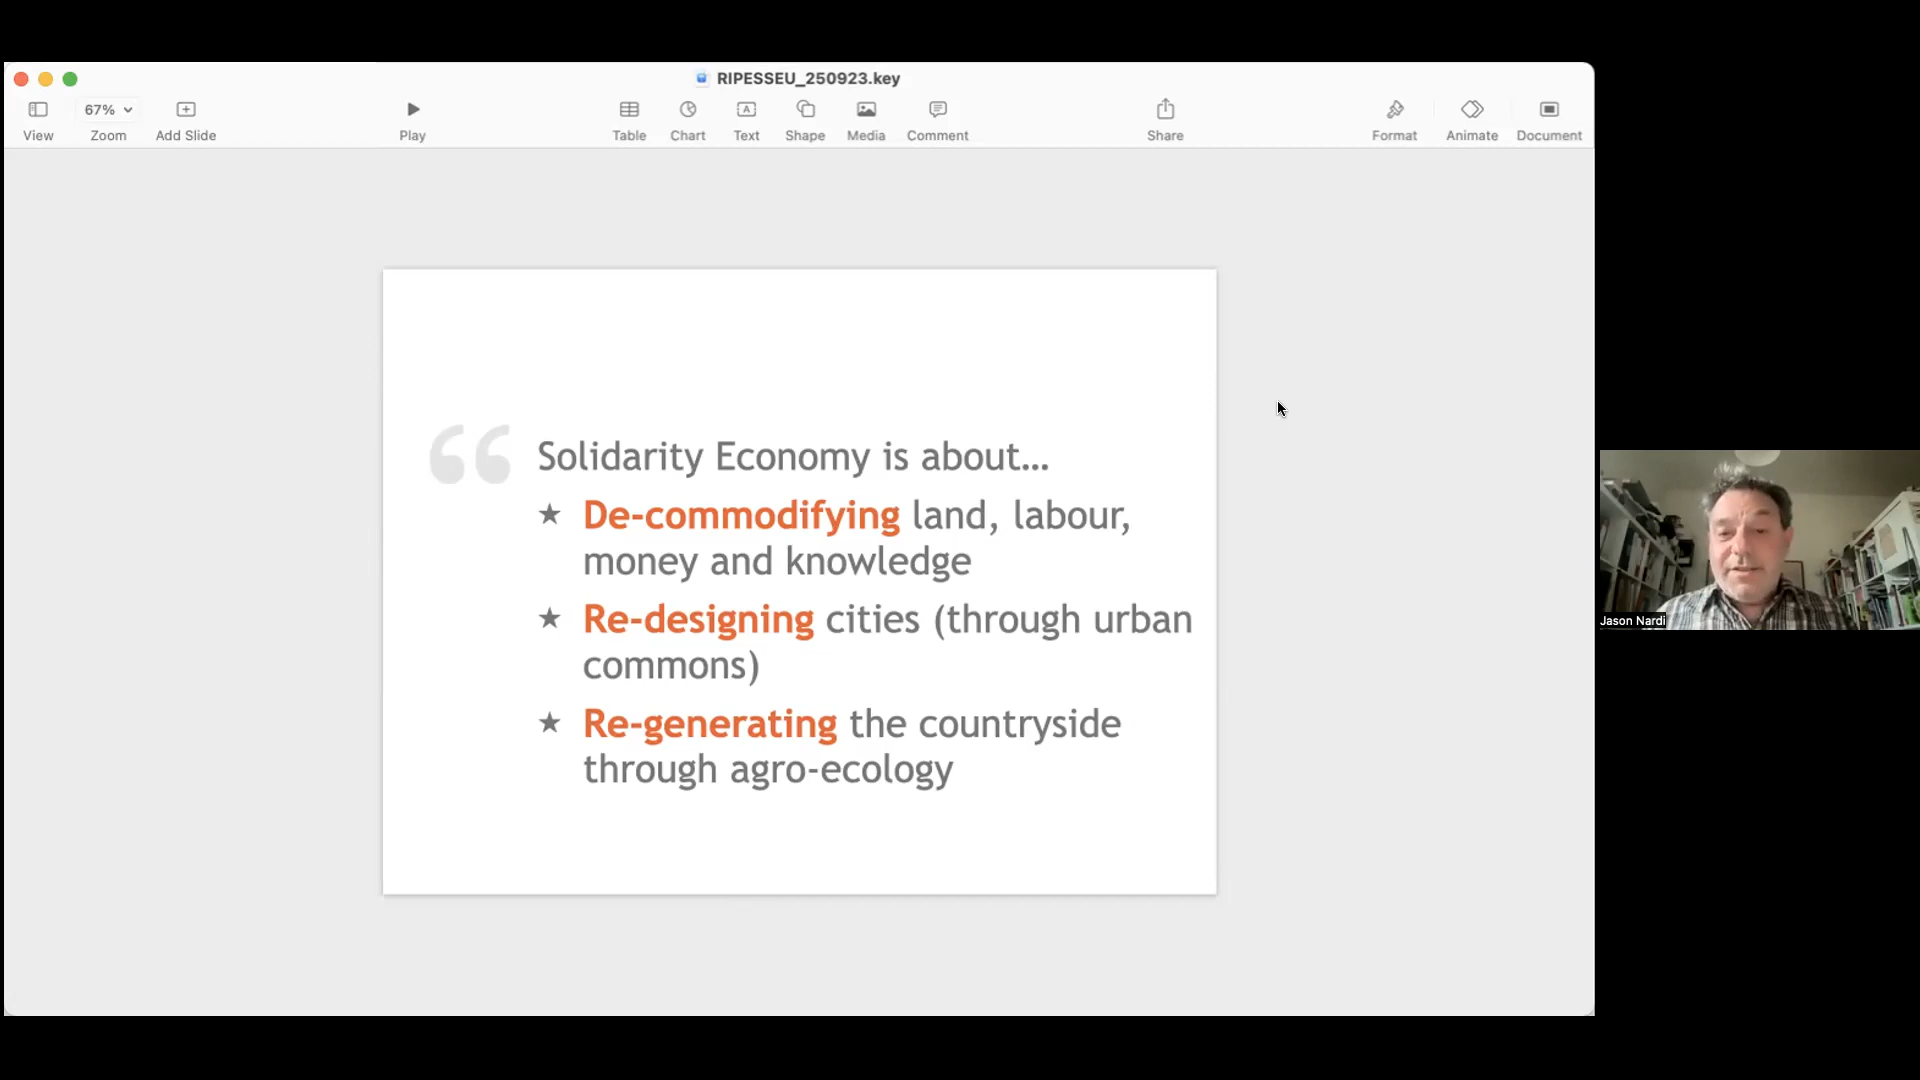 RIPESSEU_250923.key
67%
View
Zoom
Add Slide
Play
Table
Chart
Text
Shape
Media
Comment
Share
Format
Animate
Document
“
Solidarity Economy is about...
★ De-commodifying land, labour,
money and knowledge
★ Re-designing cities (through urban
commons)
★ Re-generating the countryside
through agro-ecology
Jason Nardi